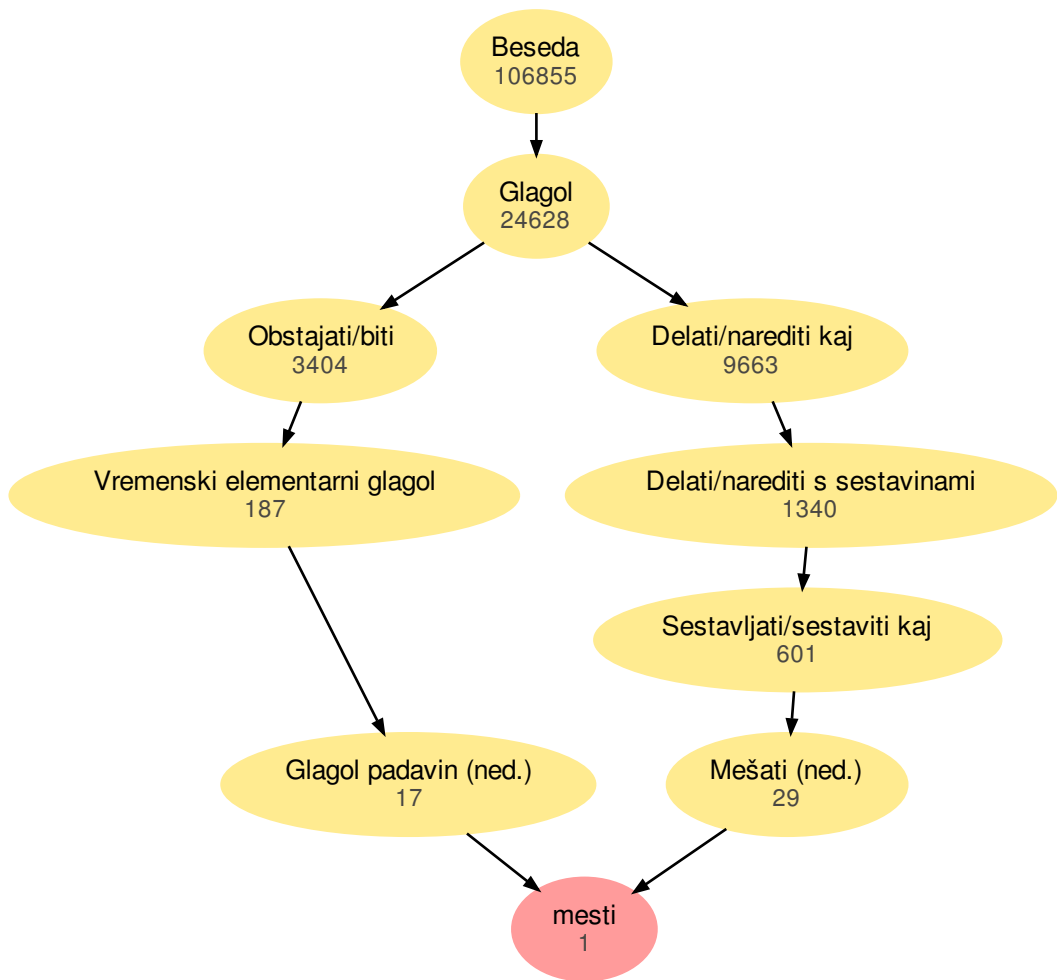 Beseda
106855
Glagol
24628
Obstajati/biti
3404
Delati/narediti kaj
9663
Vremenski elementarni glagol
187
Delati/narediti s sestavinami
1340
Sestavljati/sestaviti kaj
601
Glagol padavin (ned.)
17
Mešati (ned.)
29
mesti
1